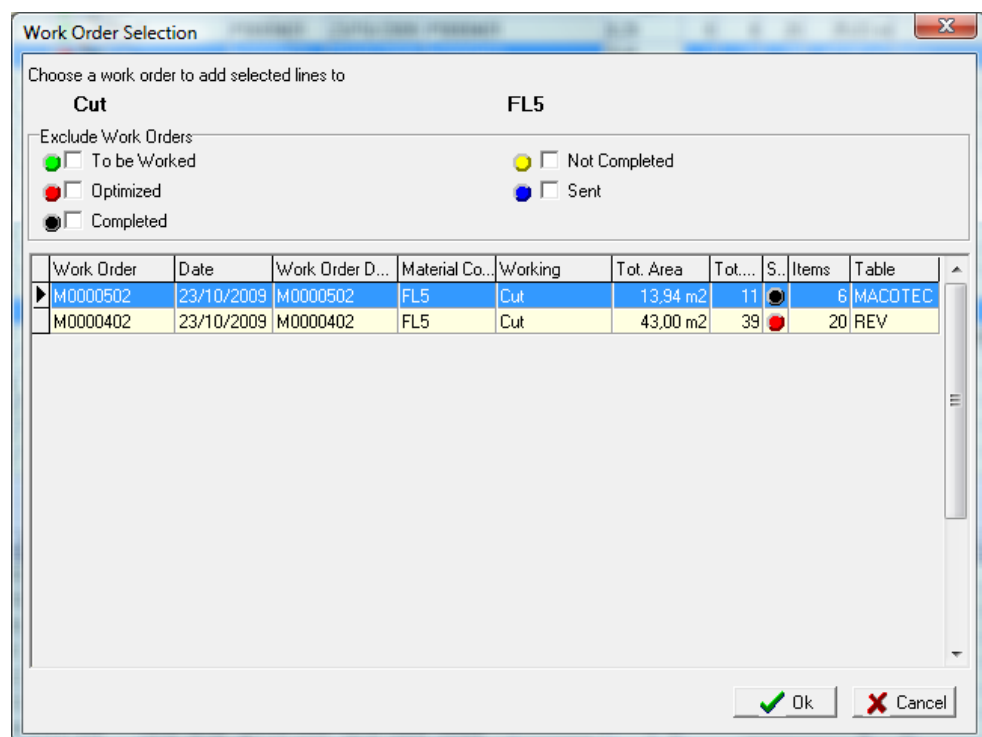 Work Order Selection
Choose a work order to add selected lines to
Cut FL5
Exclude Work Orders
To be Worked Not Completed
Optimized Sent
Completed
Work Order Date Work Order D... Material Co... Working Tot. Area Tot.... S.. Items Table
M0000502 23/10/2009 M0000502 FL5 Cut 13,94 m2 11 6 MACOTEC
M0000402 23/10/2009 M0000402 FL5 Cut 43,00 m2 39 20 REV
Ok Cancel